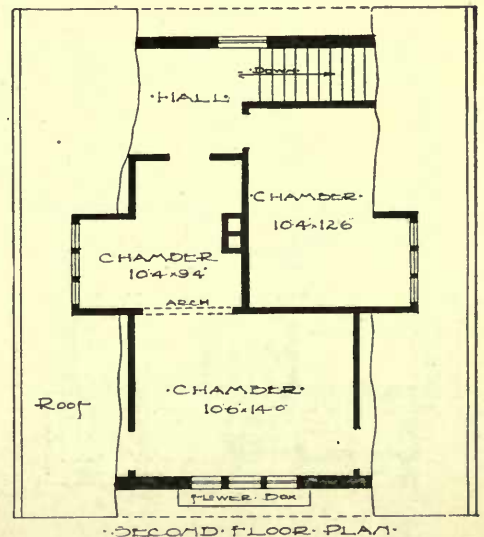 DOWN
·HALL·
·CHAMBER·
10'4"x12'6"
CHAMBER
10'4"x9'4"
ARCH
·CHAMBER·
10'6"x14'0"
Roof
FLOWER·BOX
·SECOND·FLOOR·PLAN·